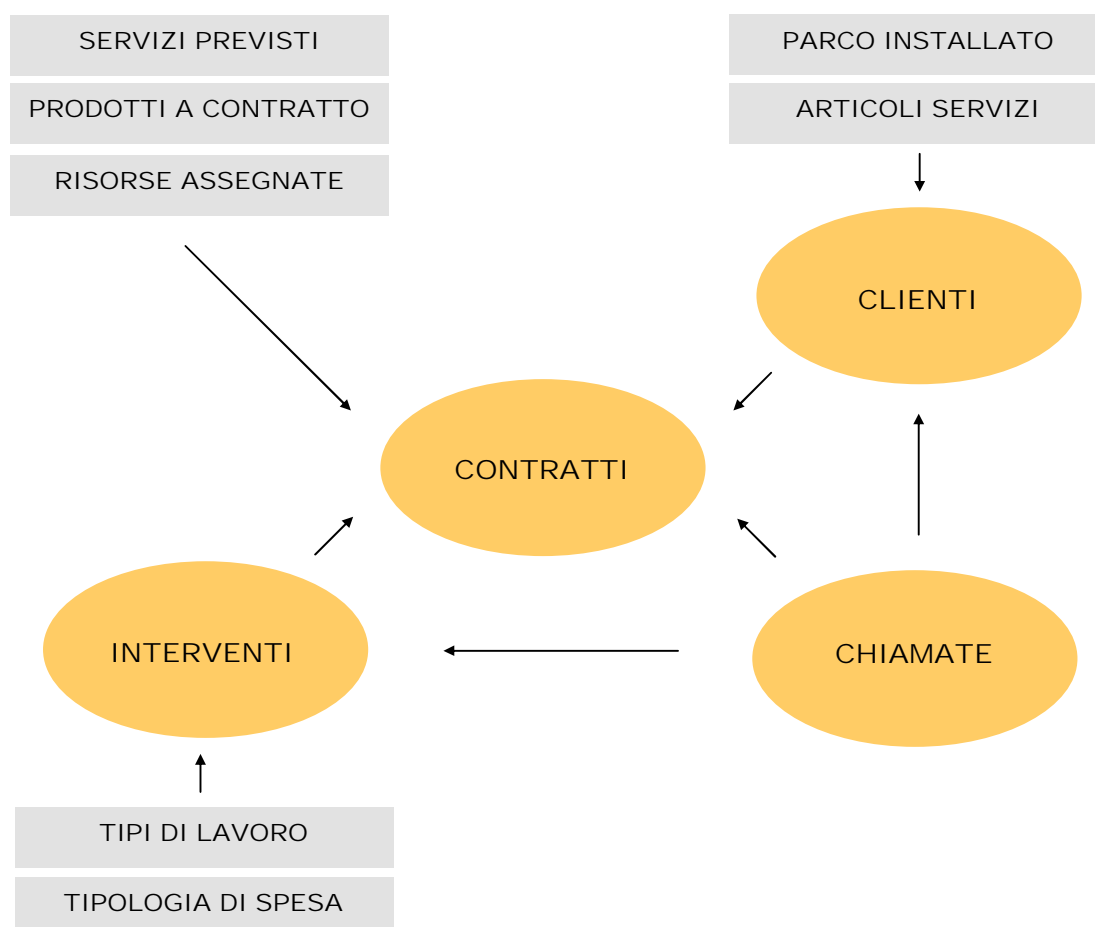 SERVIZI PREVISTI
PRODOTTI A CONTRATTO
RISORSE ASSEGNATE
PARCO INSTALLATO
ARTICOLI SERVIZI
CLIENTI
CONTRATTI
INTERVENTI
CHIAMATE
TIPI DI LAVORO
TIPOLOGIA DI SPESA